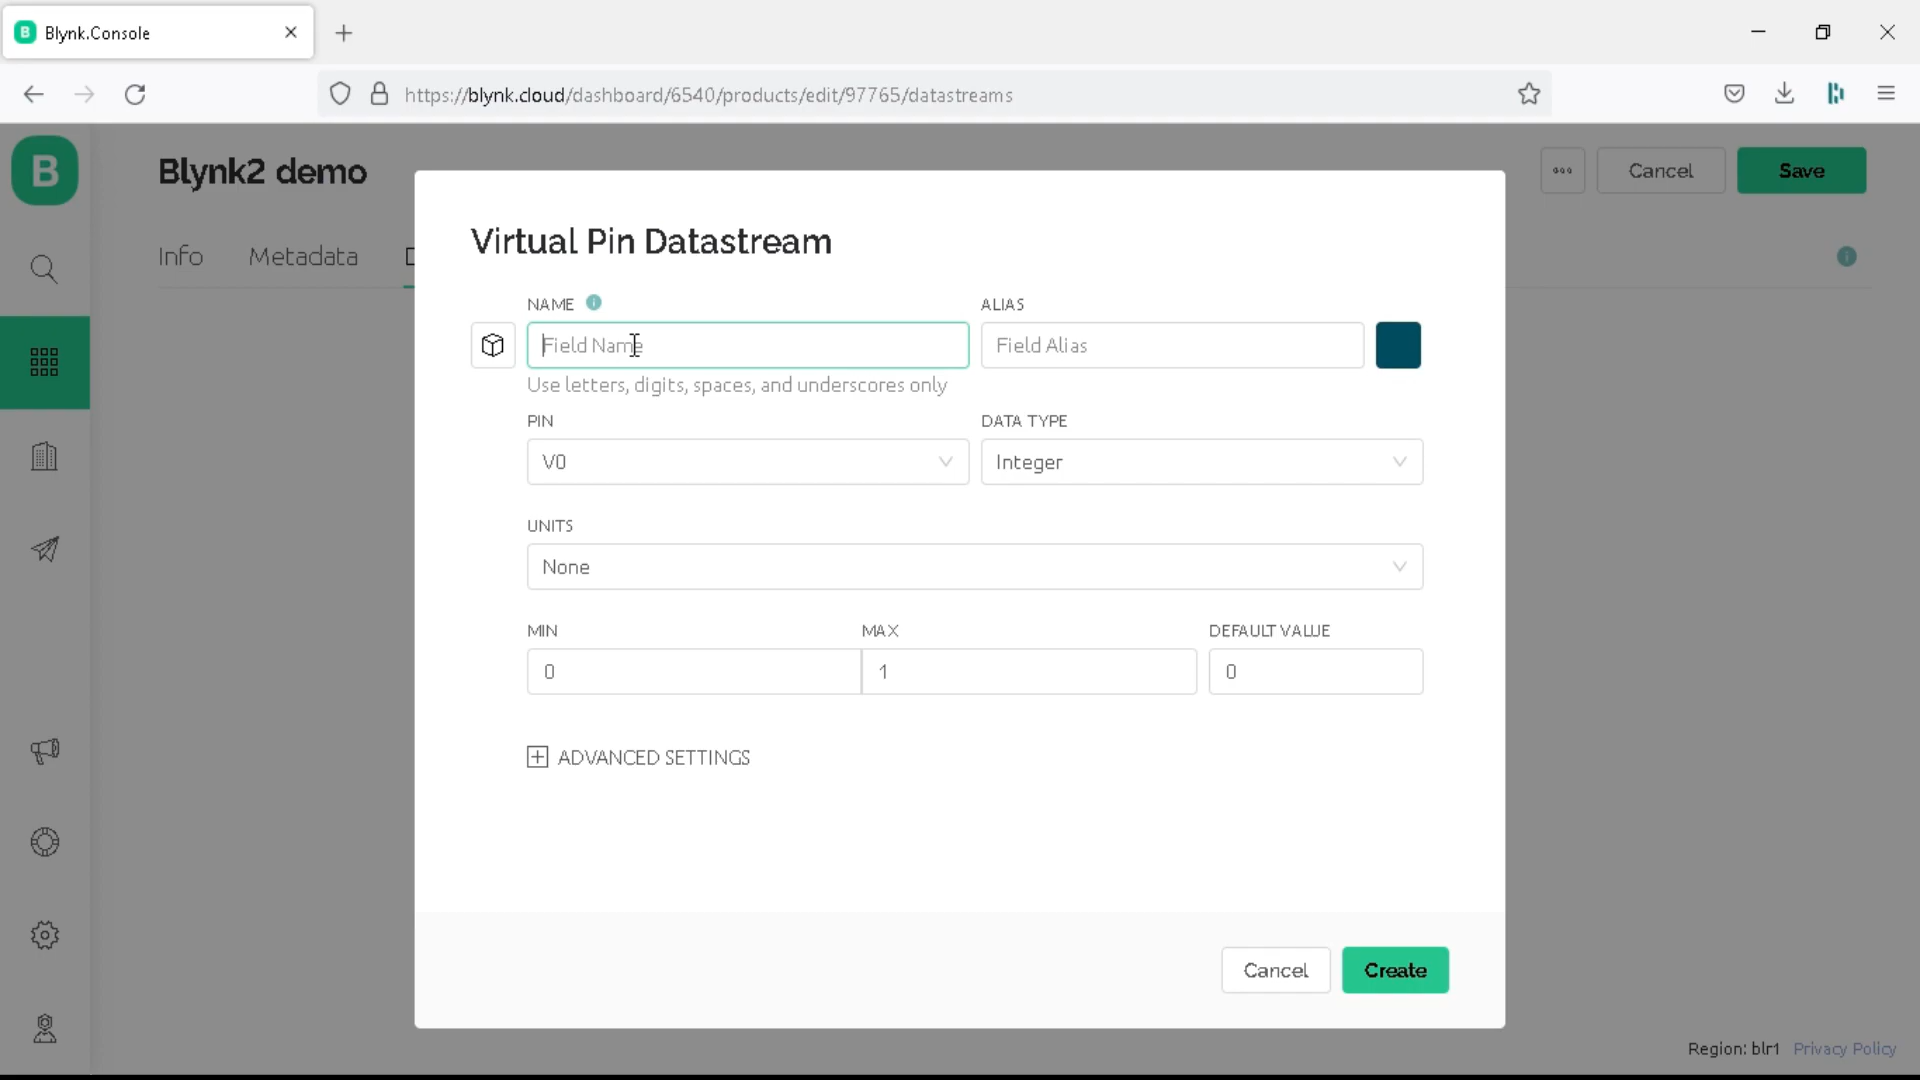 B Blynk.Console
https://blynk.cloud/dashboard/6540/products/edit/97765/datastreams
B
Blynk2 demo
Cancel
Save
Info
Metadata
Virtual Pin Datastream
NAME
ALIAS
Field Name
Field Alias
Use letters, digits, spaces, and underscores only
PIN
DATA TYPE
V0
Integer
UNITS
None
MIN
MAX
DEFAULT VALUE
0
1
0
ADVANCED SETTINGS
Cancel
Create
Region: blr1 Privacy Policy